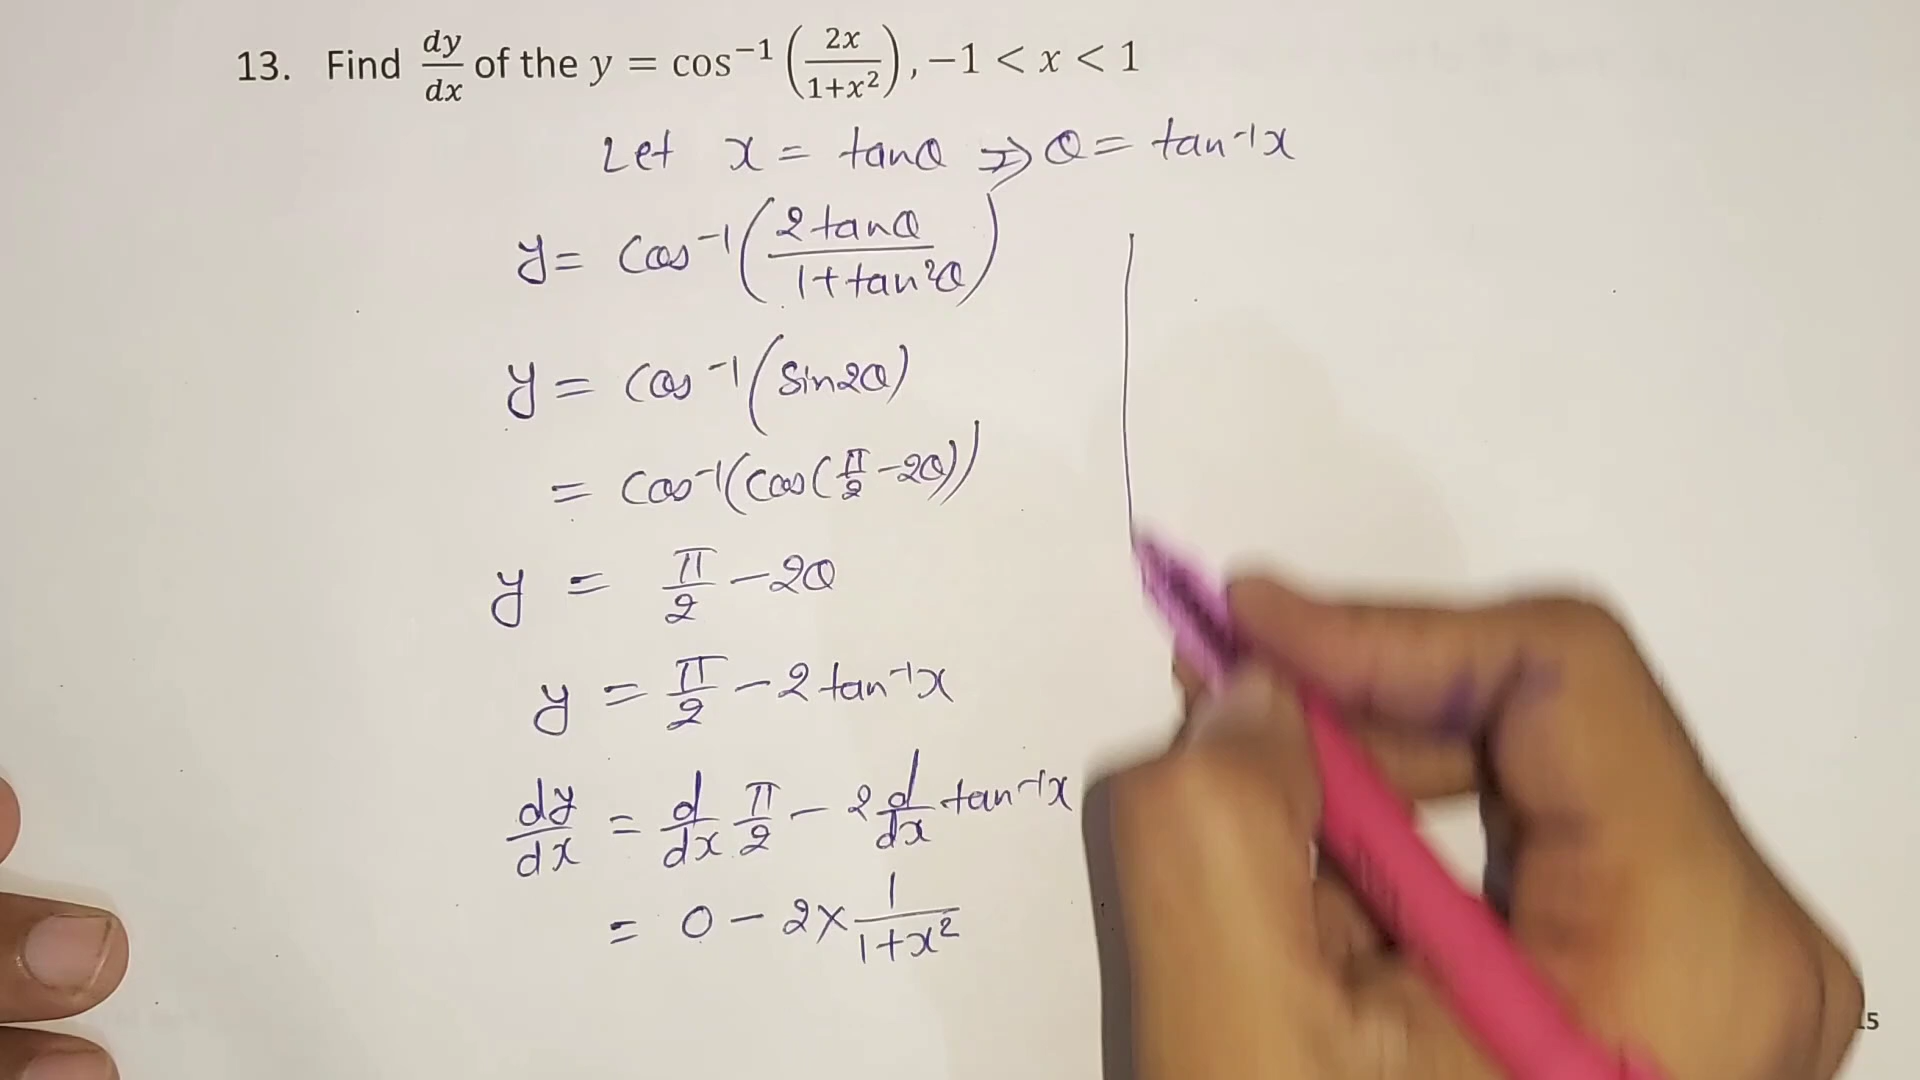 13. Find dy/dx of the y = cos⁻¹(2x/1+x²), −1 < x < 1
Let x = tanθ ⇒ θ = tan⁻¹x
y = cos⁻¹(2tanθ/1+tan²θ)
y = cos⁻¹(sin2θ)
= cos⁻¹(cos(π/2 − 2θ))
y = π/2 − 2θ
y = π/2 − 2tan⁻¹x
dy/dx = d/dx π/2 − 2 d/dx tan⁻¹x
= 0 − 2 × 1/1+x²